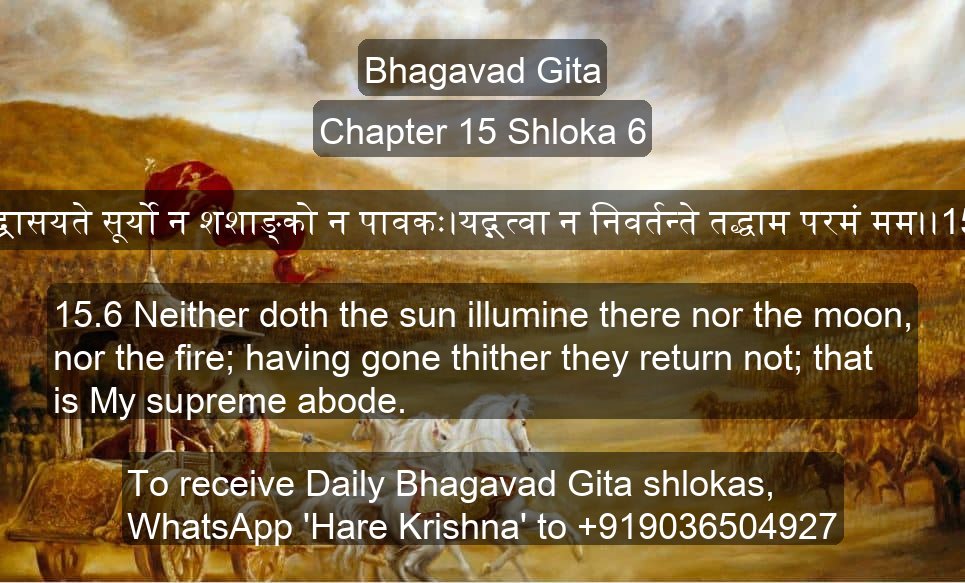 Bhagavad Gita
Chapter 15 Shloka 6
सूर्यो न शशाङ्को न पावकः।यद्गत्वा न निवर्तन्ते तद्धाम परमं मम।।
15.6 Neither doth the sun illumine there nor the moon,
nor the fire; having gone thither they return not; that
is My supreme abode.
To receive Daily Bhagavad Gita shlokas,
WhatsApp 'Hare Krishna' to +919036504927